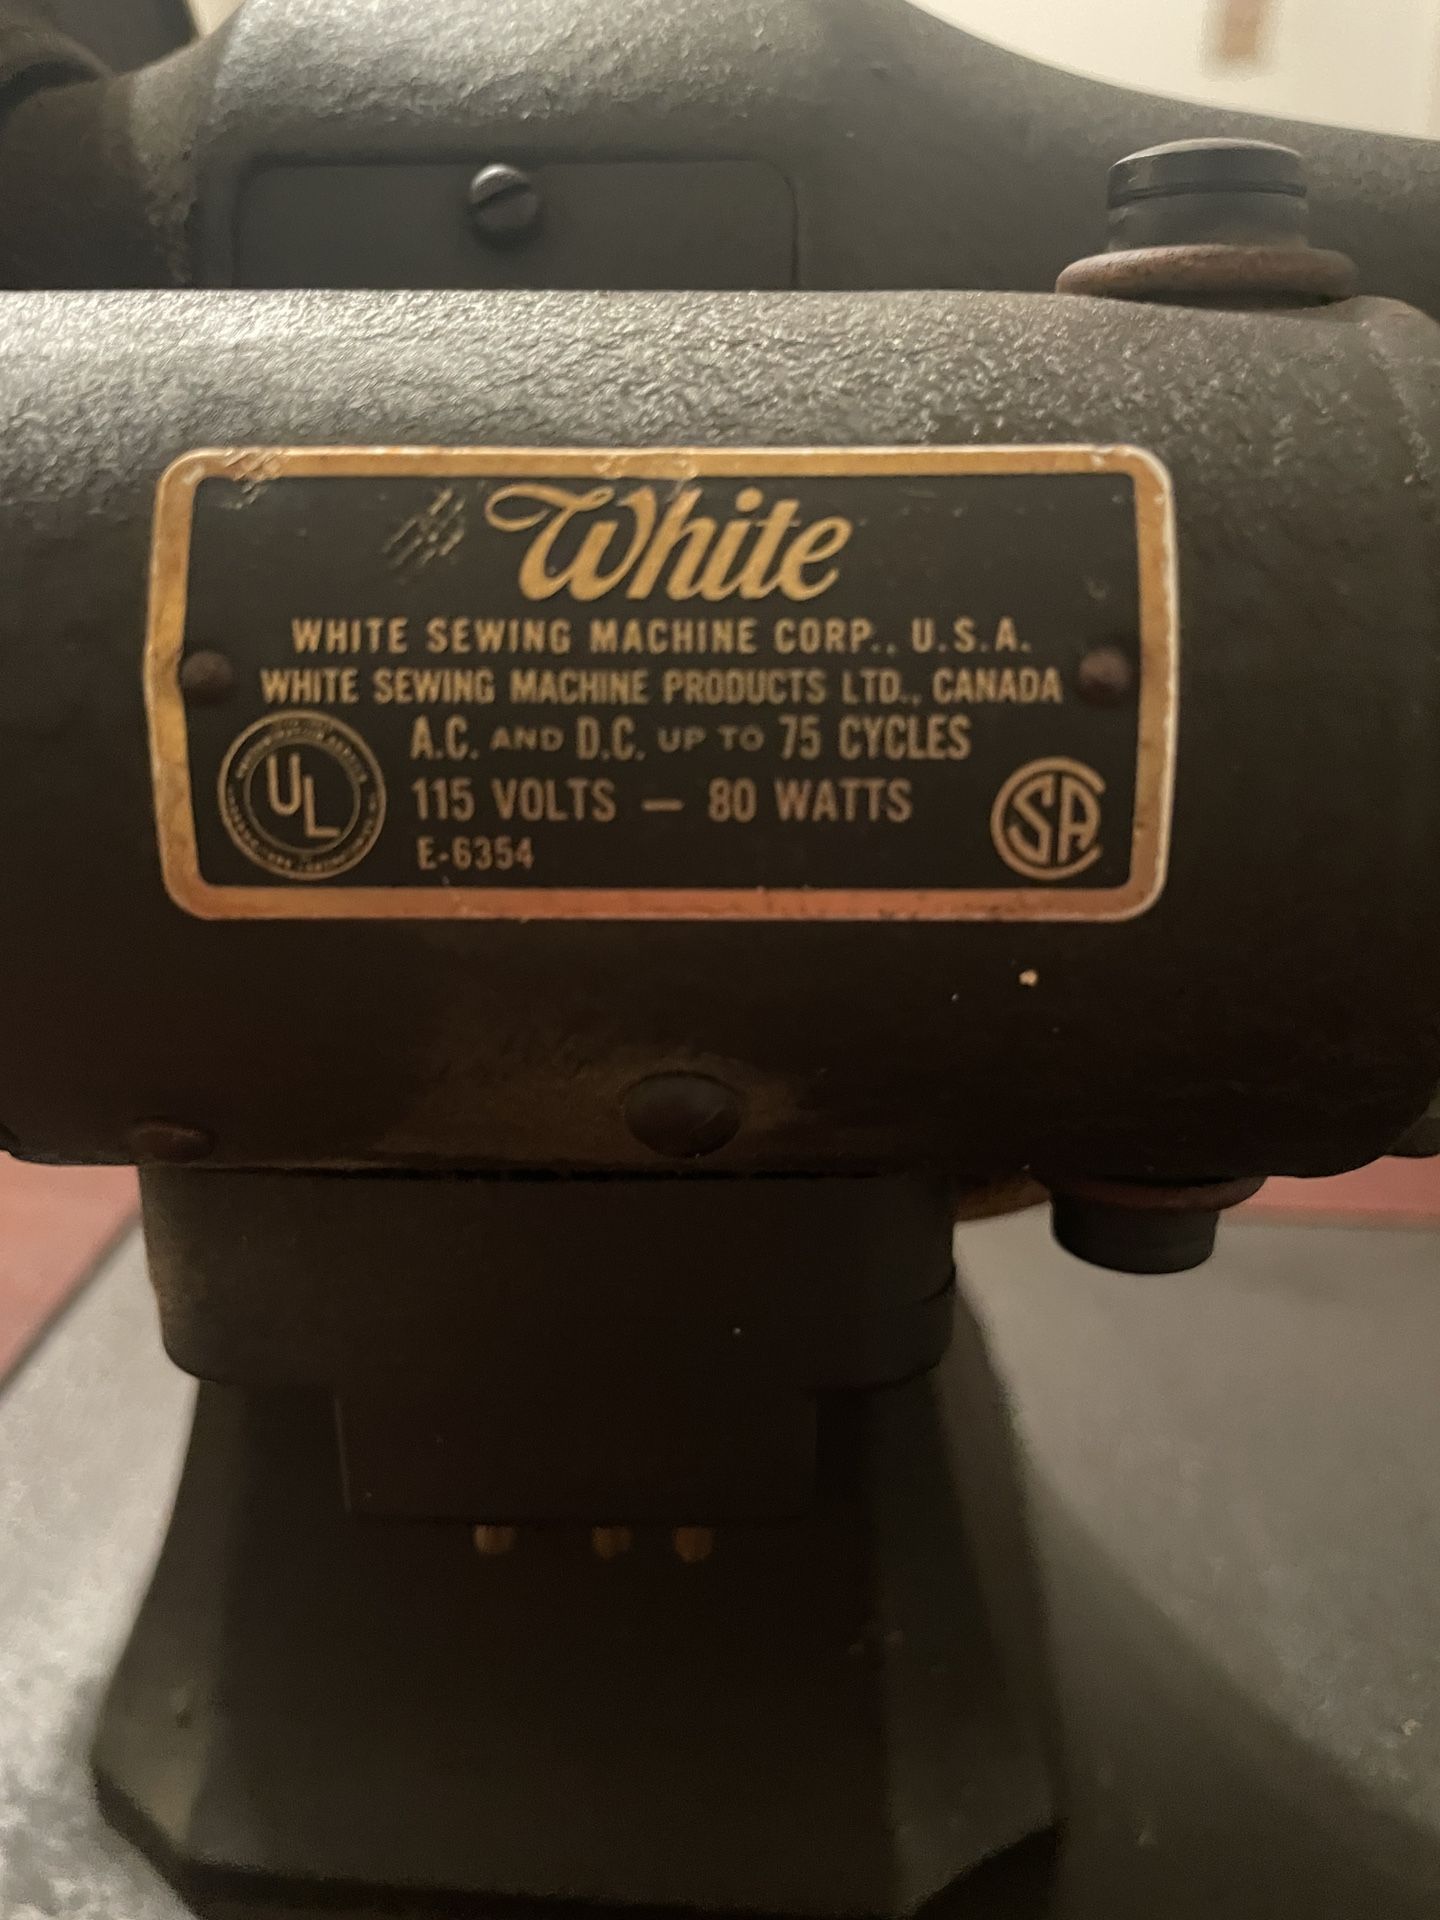 White
WHITE SEWING MACHINE CORP., U.S.A.
WHITE SEWING MACHINE PRODUCTS LTD., CANADA
A.C. AND D.C. UP TO 75 CYCLES
UL
115 VOLTS — 80 WATTS
E-6354
CSA